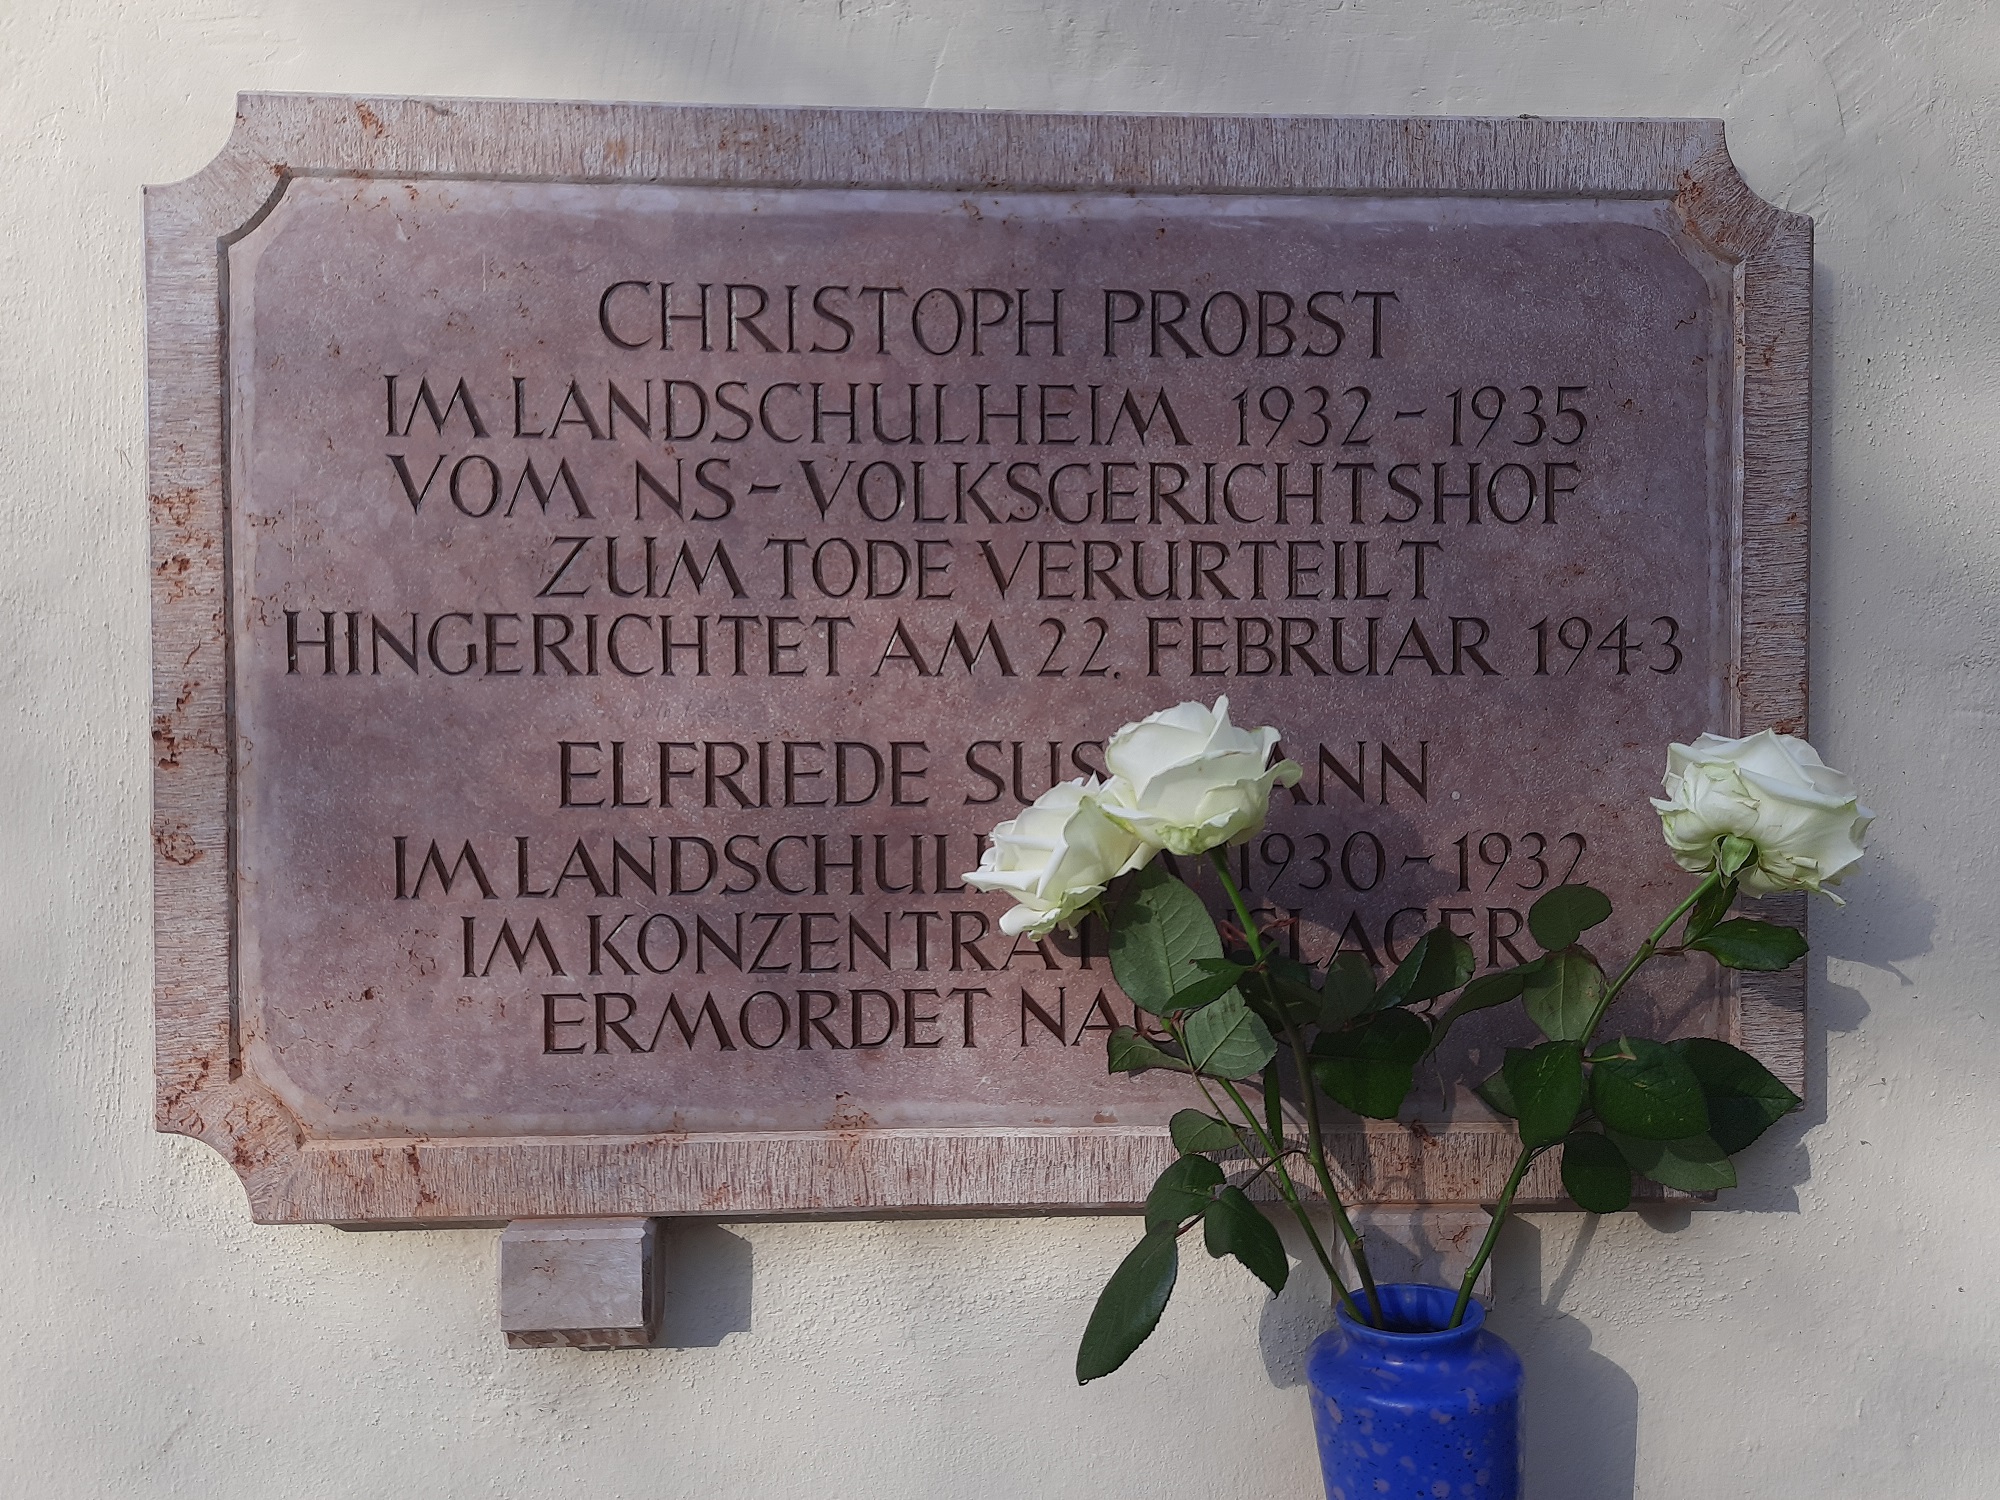 CHRISTOPH PROBST
IM LANDSCHULHEIM 1932-1935
VOM NS-VOLKSGERICHTSHOF
ZUM TODE VERURTEILT
HINGERICHTET AM 22. FEBRUAR 1943
ELFRIEDE
IM 1930-1932
IM
ERMORDET